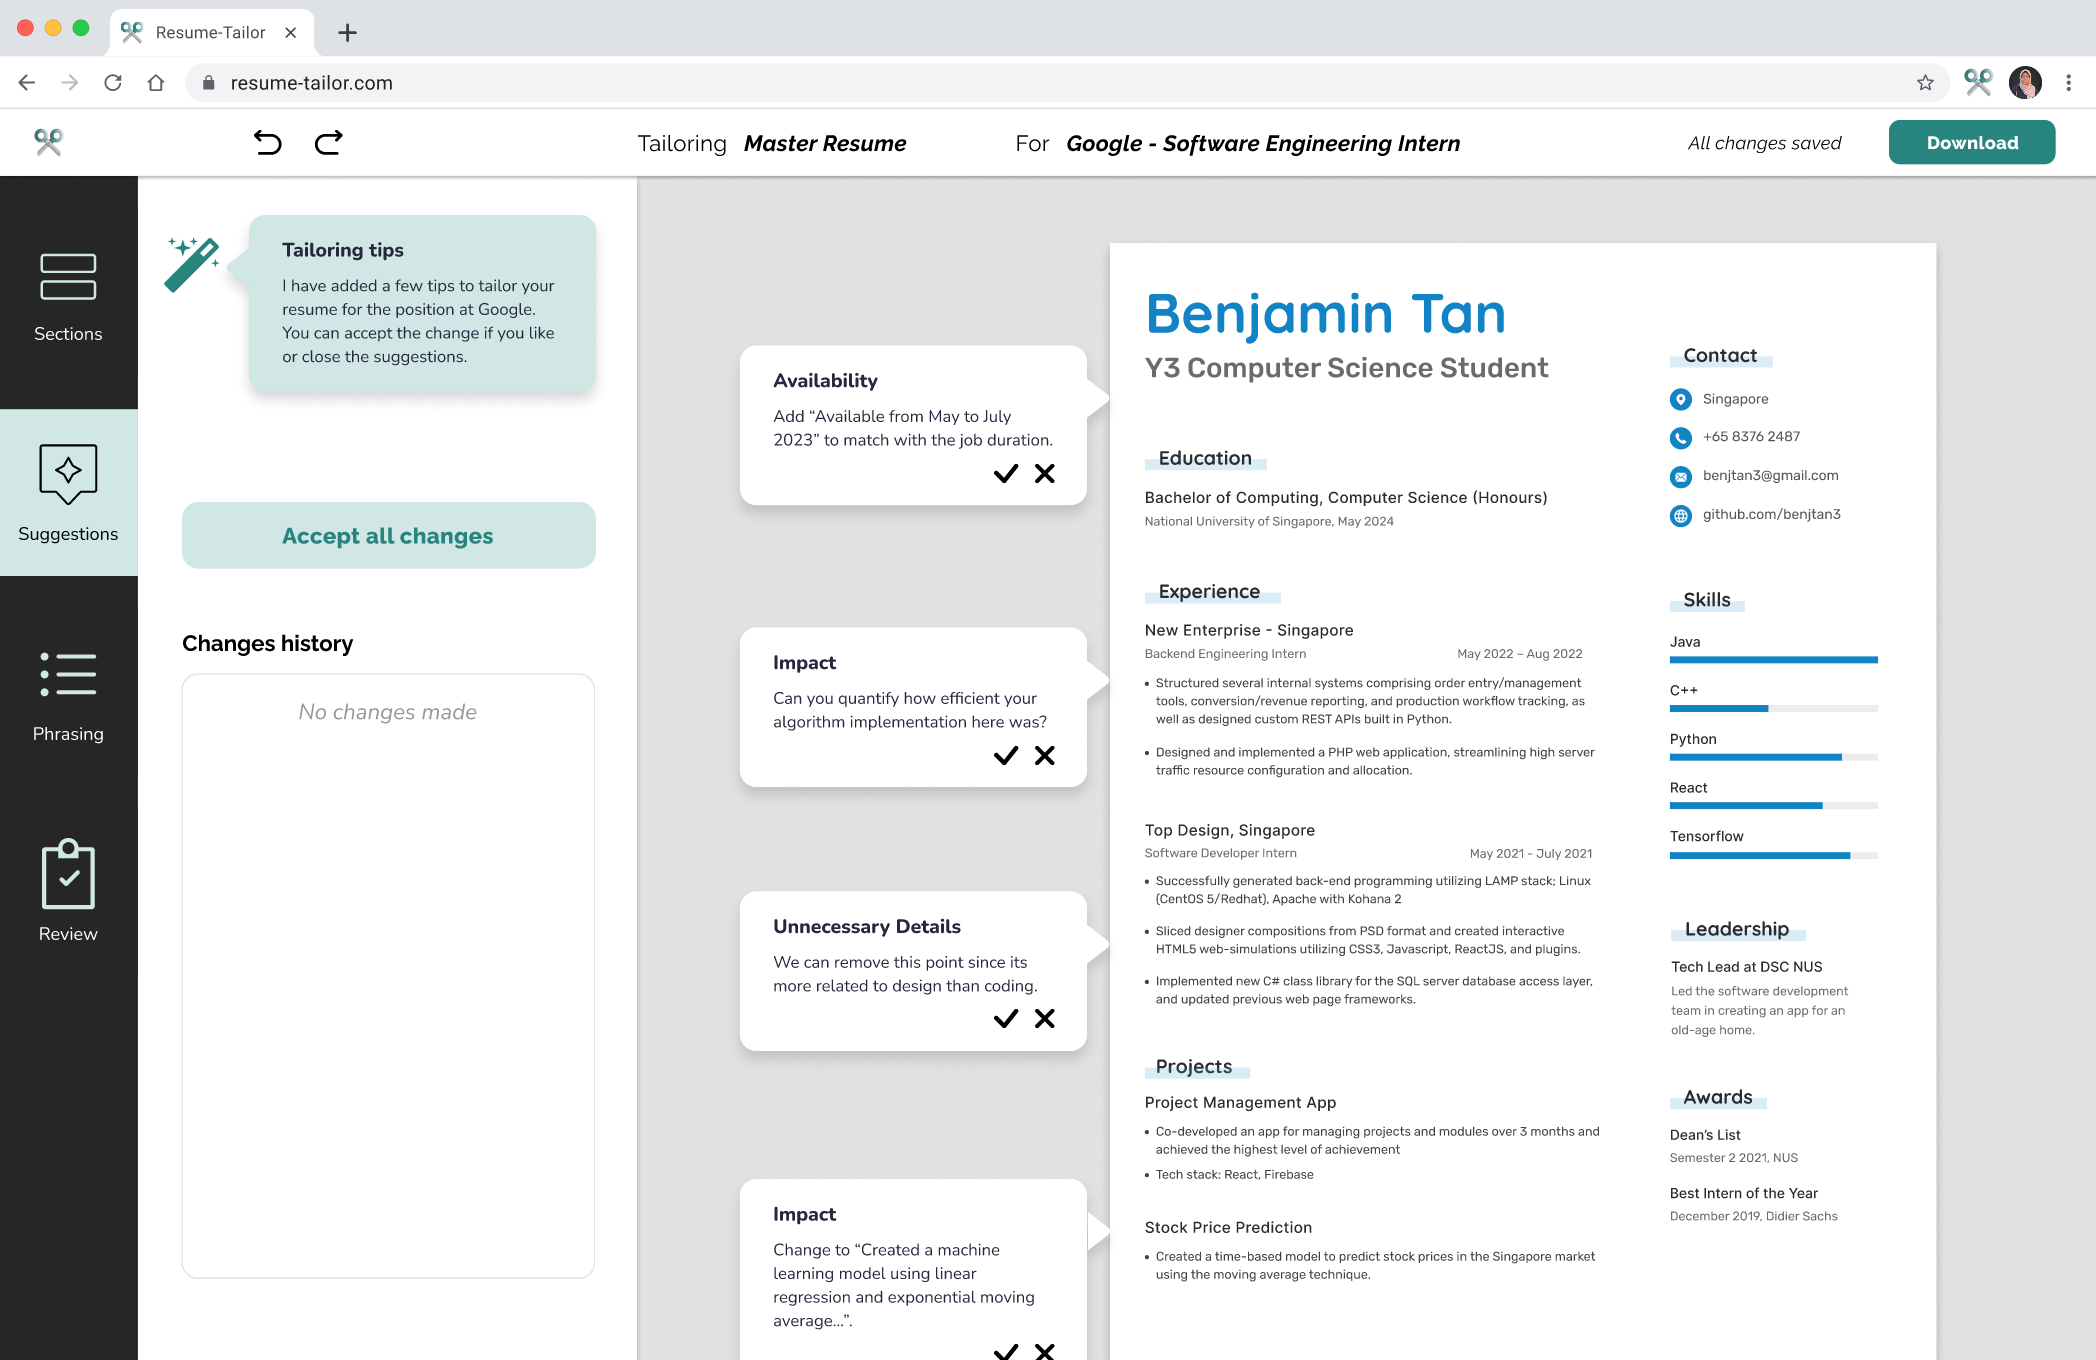 Resume-Tailor
resume-tailor.com
Tailoring Master Resume For Google - Software Engineering Intern
All changes saved
Download
Sections
Suggestions
Phrasing
Review
Tailoring tips
I have added a few tips to tailor your
resume for the position at Google.
You can accept the change if you like
or close the suggestions.
Accept all changes
Changes history
No changes made
Availability
Add “Available from May to July
2023” to match with the job duration.
Impact
Can you quantify how efficient your
algorithm implementation here was?
Unnecessary Details
We can remove this point since its
more related to design than coding.
Impact
Change to “Created a machine
learning model using linear
regression and exponential moving
average...”.
Benjamin Tan
Y3 Computer Science Student
Education
Bachelor of Computing, Computer Science (Honours)
National University of Singapore, May 2024
Experience
New Enterprise - Singapore
Backend Engineering Intern May 2022 – Aug 2022
• Structured several internal systems comprising order entry/management
tools, conversion/revenue reporting, and production workflow tracking, as
well as designed custom REST APIs built in Python.
• Designed and implemented a PHP web application, streamlining high server
traffic resource configuration and allocation.
Top Design, Singapore
Software Developer Intern May 2021 - July 2021
• Successfully generated back-end programming utilizing LAMP stack; Linux
(CentOS 5/Redhat), Apache with Kohana 2
• Sliced designer compositions from PSD format and created interactive
HTML5 web-simulations utilizing CSS3, Javascript, ReactJS, and plugins.
• Implemented new C# class library for the SQL server database access layer,
and updated previous web page frameworks.
Projects
Project Management App
• Co-developed an app for managing projects and modules over 3 months and
achieved the highest level of achievement
• Tech stack: React, Firebase
Stock Price Prediction
• Created a time-based model to predict stock prices in the Singapore market
using the moving average technique.
Contact
Singapore
+65 8376 2487
benjtan3@gmail.com
github.com/benjtan3
Skills
Java
C++
Python
React
Tensorflow
Leadership
Tech Lead at DSC NUS
Led the software development
team in creating an app for an
old-age home.
Awards
Dean’s List
Semester 2 2021, NUS
Best Intern of the Year
December 2019, Didier Sachs